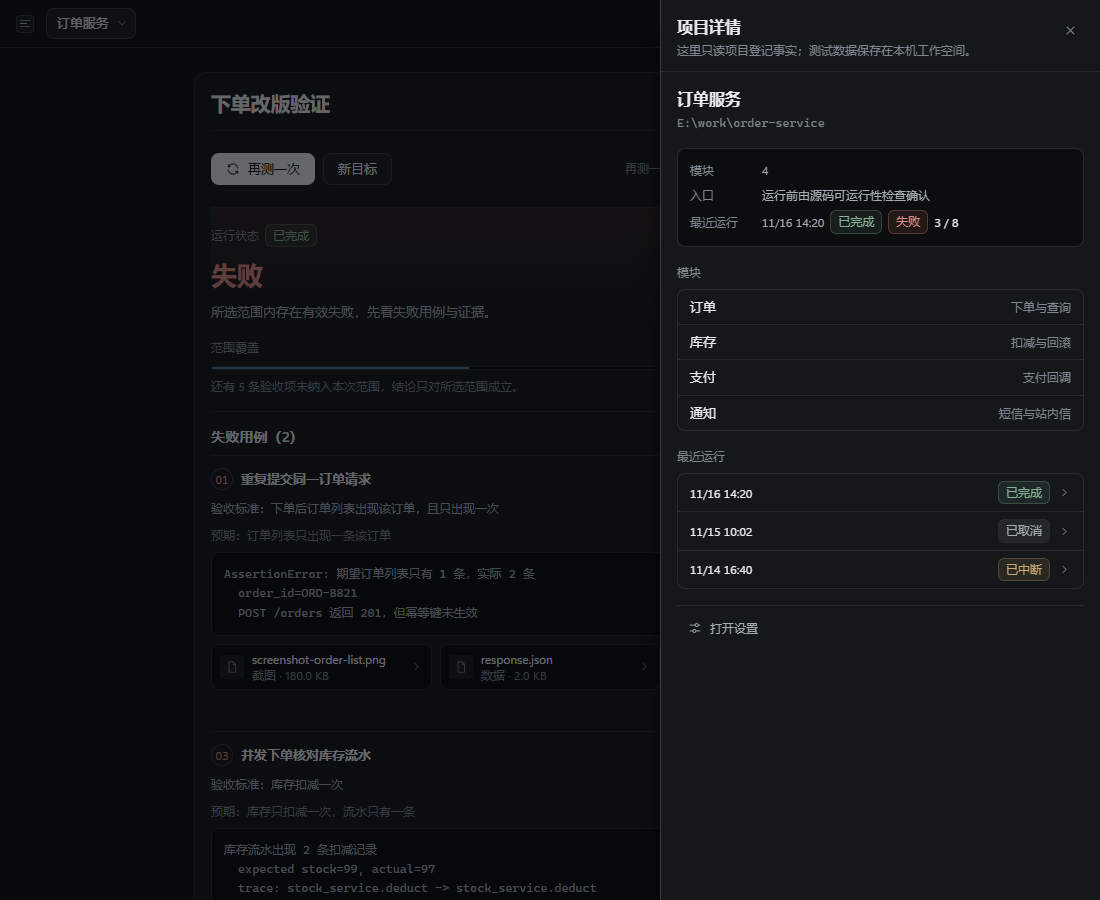 订单服务
下单改版验证
再测一次
新目标
再测一
运行状态 已完成
失败
所选范围内存在有效失败，先看失败用例与证据。
范围覆盖
还有 5 条验收项未纳入本次范围，结论只对所选范围成立。
失败用例（2）
01 重复提交同一订单请求
验收标准：下单后订单列表出现该订单，且只出现一次
预期：订单列表只出现一条该订单
AssertionError: 期望订单列表只有 1 条，实际 2 条
order_id=ORD-8821
POST /orders 返回 201，但幂等键未生效
screenshot-order-list.png
截图 · 180.0 KB
response.json
数据 · 2.0 KB
03 并发下单核对库存流水
验收标准：库存扣减一次
预期：库存只扣减一次，流水只有一条
库存流水出现 2 条扣减记录
expected stock=99, actual=97
trace: stock_service.deduct -> stock_service.deduct
项目详情
这里只读项目登记事实；测试数据保存在本机工作空间。
订单服务
E:\work\order-service
模块 4
入口 运行前由源码可运行性检查确认
最近运行 11/16 14:20 已完成 失败 3 / 8
模块
订单 下单与查询
库存 扣减与回滚
支付 支付回调
通知 短信与站内信
最近运行
11/16 14:20 已完成
11/15 10:02 已取消
11/14 16:40 已中断
打开设置